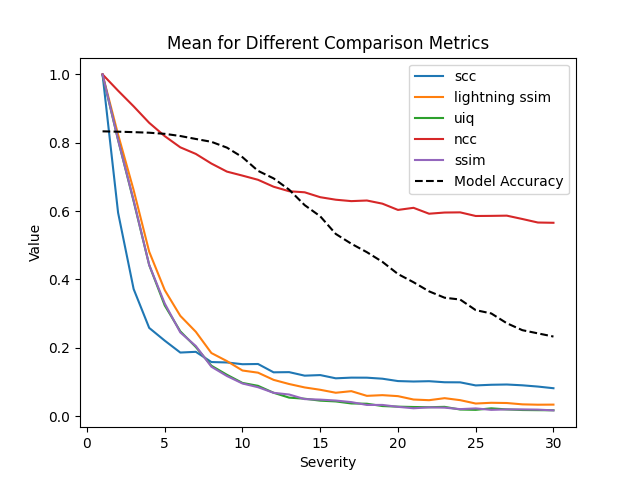 Mean for Different Comparison Metrics
scc
lightning ssim
uiq
ncc
ssim
Model Accuracy
Value
1.0
0.8
0.6
0.4
0.2
0.0
0 5 10 15 20 25 30
Severity